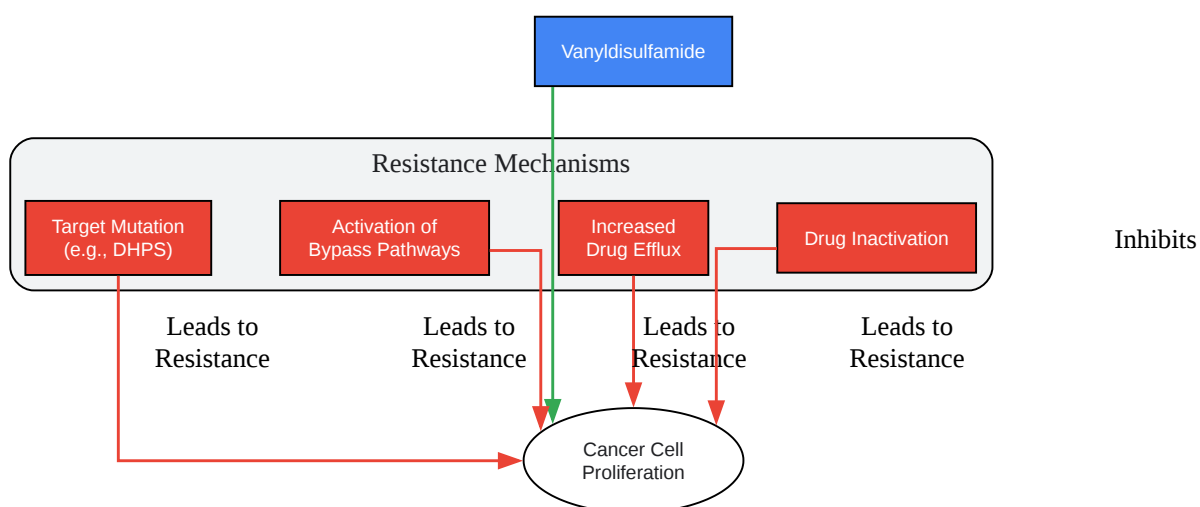 Vanyldisulfamide
Resistance Mechanisms
Target Mutation
(e.g., DHPS)
Activation of
Bypass Pathways
Increased
Drug Efflux
Drug Inactivation
Inhibits
Leads to
Resistance
Leads to
Resistance
Leads to
Resistance
Leads to
Resistance
Cancer Cell
Proliferation